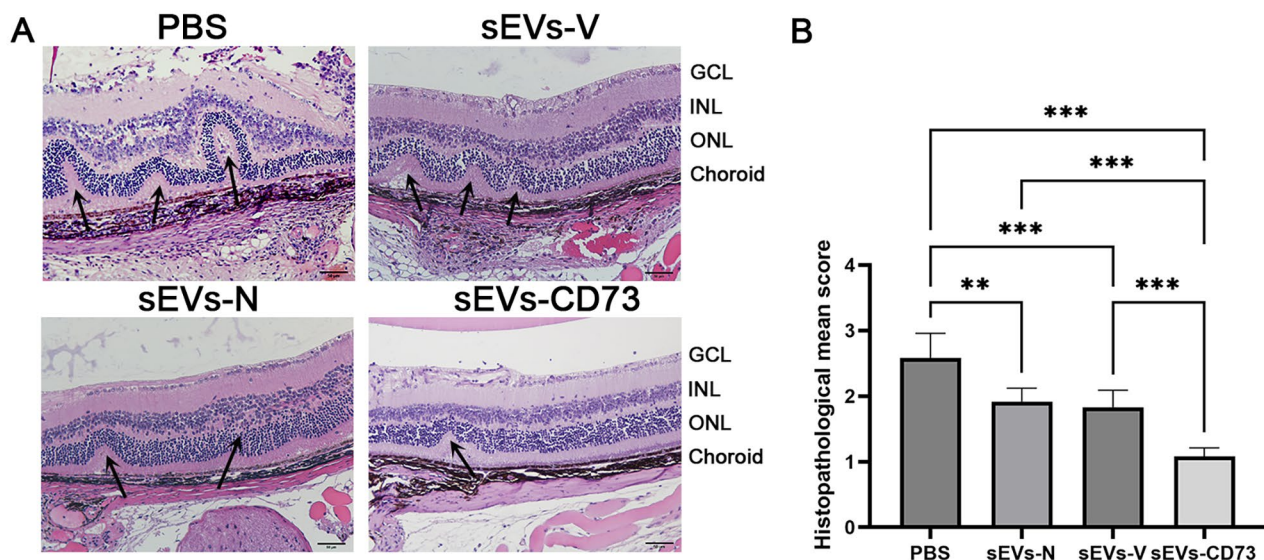 A
PBS
sEVs-V
GCL
INL
ONL
Choroid
sEVs-N
sEVs-CD73
GCL
INL
ONL
Choroid
B
***
***
***
**
***
Histopathological mean score
4
3
2
1
0
PBS
sEVs-N
sEVs-V
sEVs-CD73